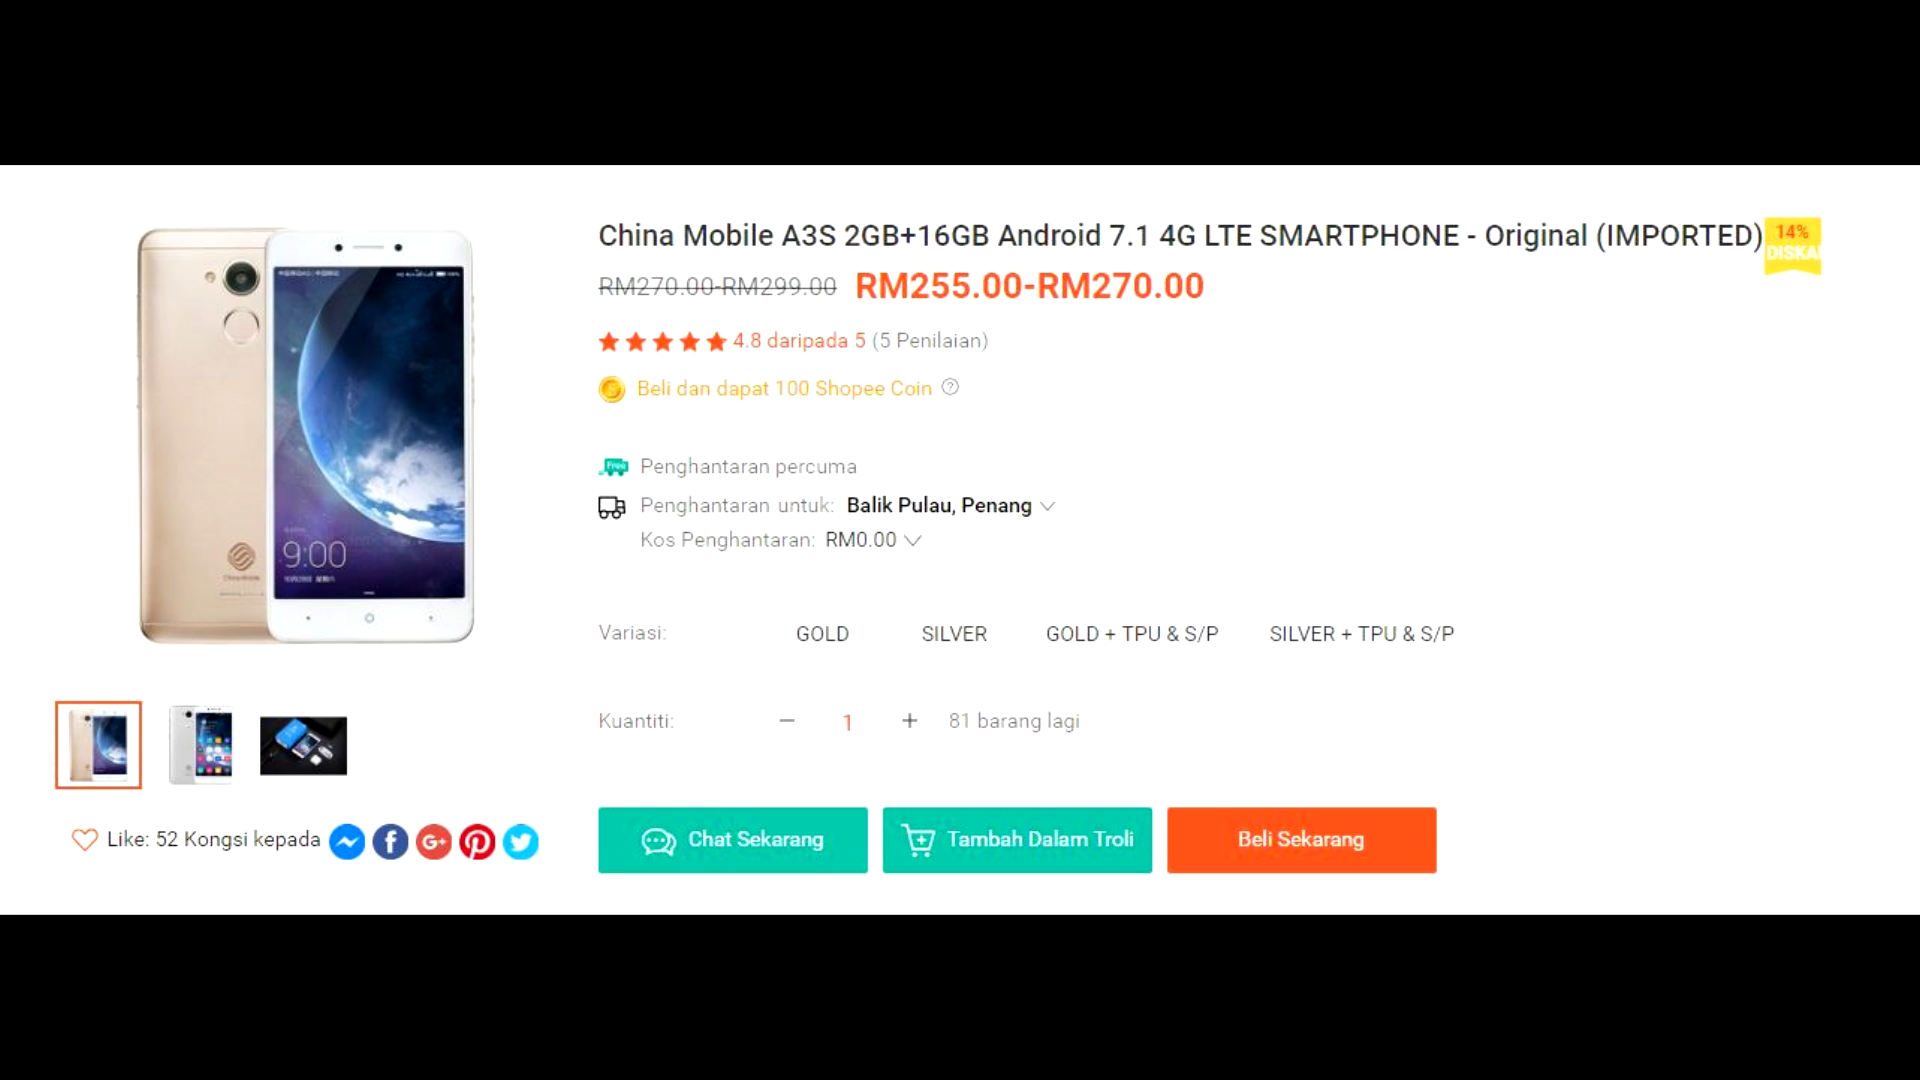 China Mobile A3S 2GB+16GB Android 7.1 4G LTE SMARTPHONE - Original (IMPORTED)
14%
DISKA
RM270.00-RM299.00 RM255.00-RM270.00
4.8 daripada 5 (5 Penilaian)
Beli dan dapat 100 Shopee Coin ?
Free Penghantaran percuma
Penghantaran untuk: Balik Pulau, Penang
Kos Penghantaran: RM0.00
9:00
Variasi: GOLD SILVER GOLD + TPU & S/P SILVER + TPU & S/P
Kuantiti: − 1 + 81 barang lagi
Like: 52 Kongsi kepada
Chat Sekarang
Tambah Dalam Troli
Beli Sekarang